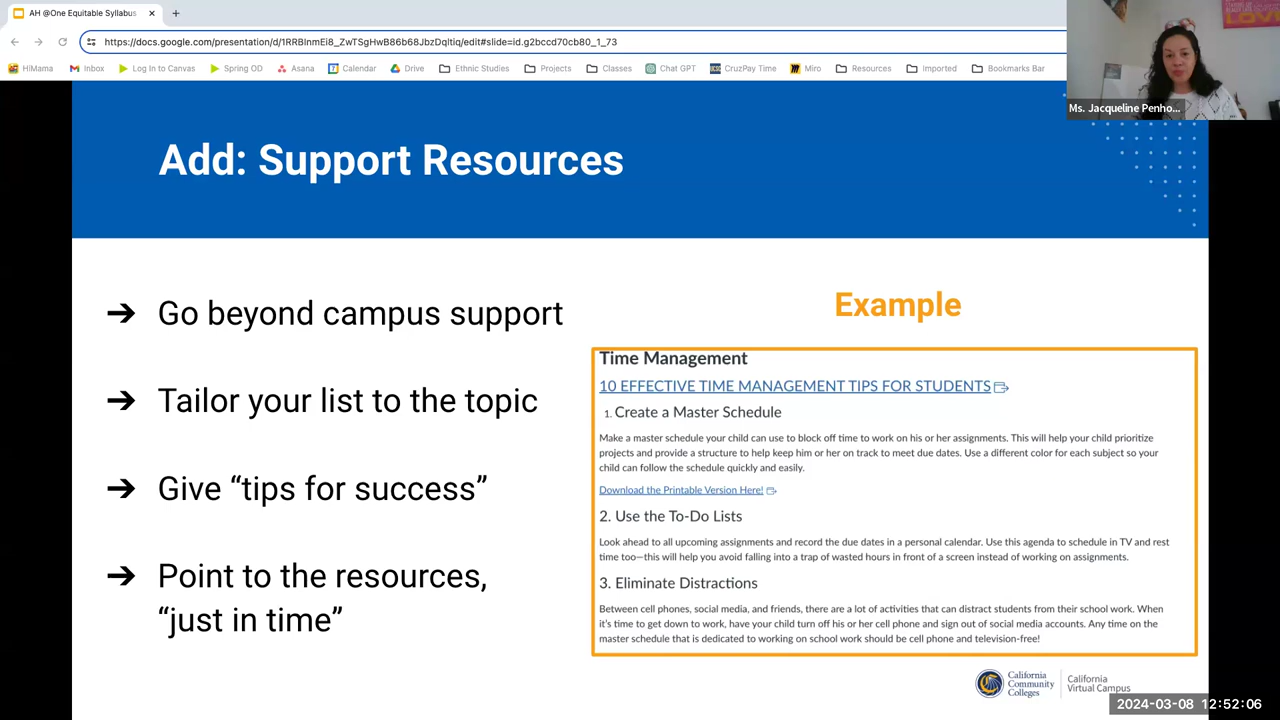 AH @One Equitable Syllabus
https://docs.google.com/presentation/d/1RRBlnmEi8_ZwTSgHwB86b68JbzDqltiq/edit#slide=id.g2bccd70cb80_1_73
HiMama Inbox Log In to Canvas Spring OD Asana Calendar Drive Ethnic Studies Projects Classes Chat GPT CruzPay Time Miro Resources Imported Bookmarks Bar
LOVE
Ms. Jacqueline Penho...
Add: Support Resources
➔ Go beyond campus support
➔ Tailor your list to the topic
➔ Give “tips for success”
➔ Point to the resources,
“just in time”
Example
Time Management
10 EFFECTIVE TIME MANAGEMENT TIPS FOR STUDENTS
1. Create a Master Schedule
Make a master schedule your child can use to block off time to work on his or her assignments. This will help your child prioritize
projects and provide a structure to help keep him or her on track to meet due dates. Use a different color for each subject so your
child can follow the schedule quickly and easily.
Download the Printable Version Here!
2. Use the To-Do Lists
Look ahead to all upcoming assignments and record the due dates in a personal calendar. Use this agenda to schedule in TV and rest
time too—this will help you avoid falling into a trap of wasted hours in front of a screen instead of working on assignments.
3. Eliminate Distractions
Between cell phones, social media, and friends, there are a lot of activities that can distract students from their school work. When
it’s time to get down to work, have your child turn off his or her cell phone and sign out of social media accounts. Any time on the
master schedule that is dedicated to working on school work should be cell phone and television-free!
California
Community
Colleges
California
Virtual Campus
2024-03-08 12:52:06